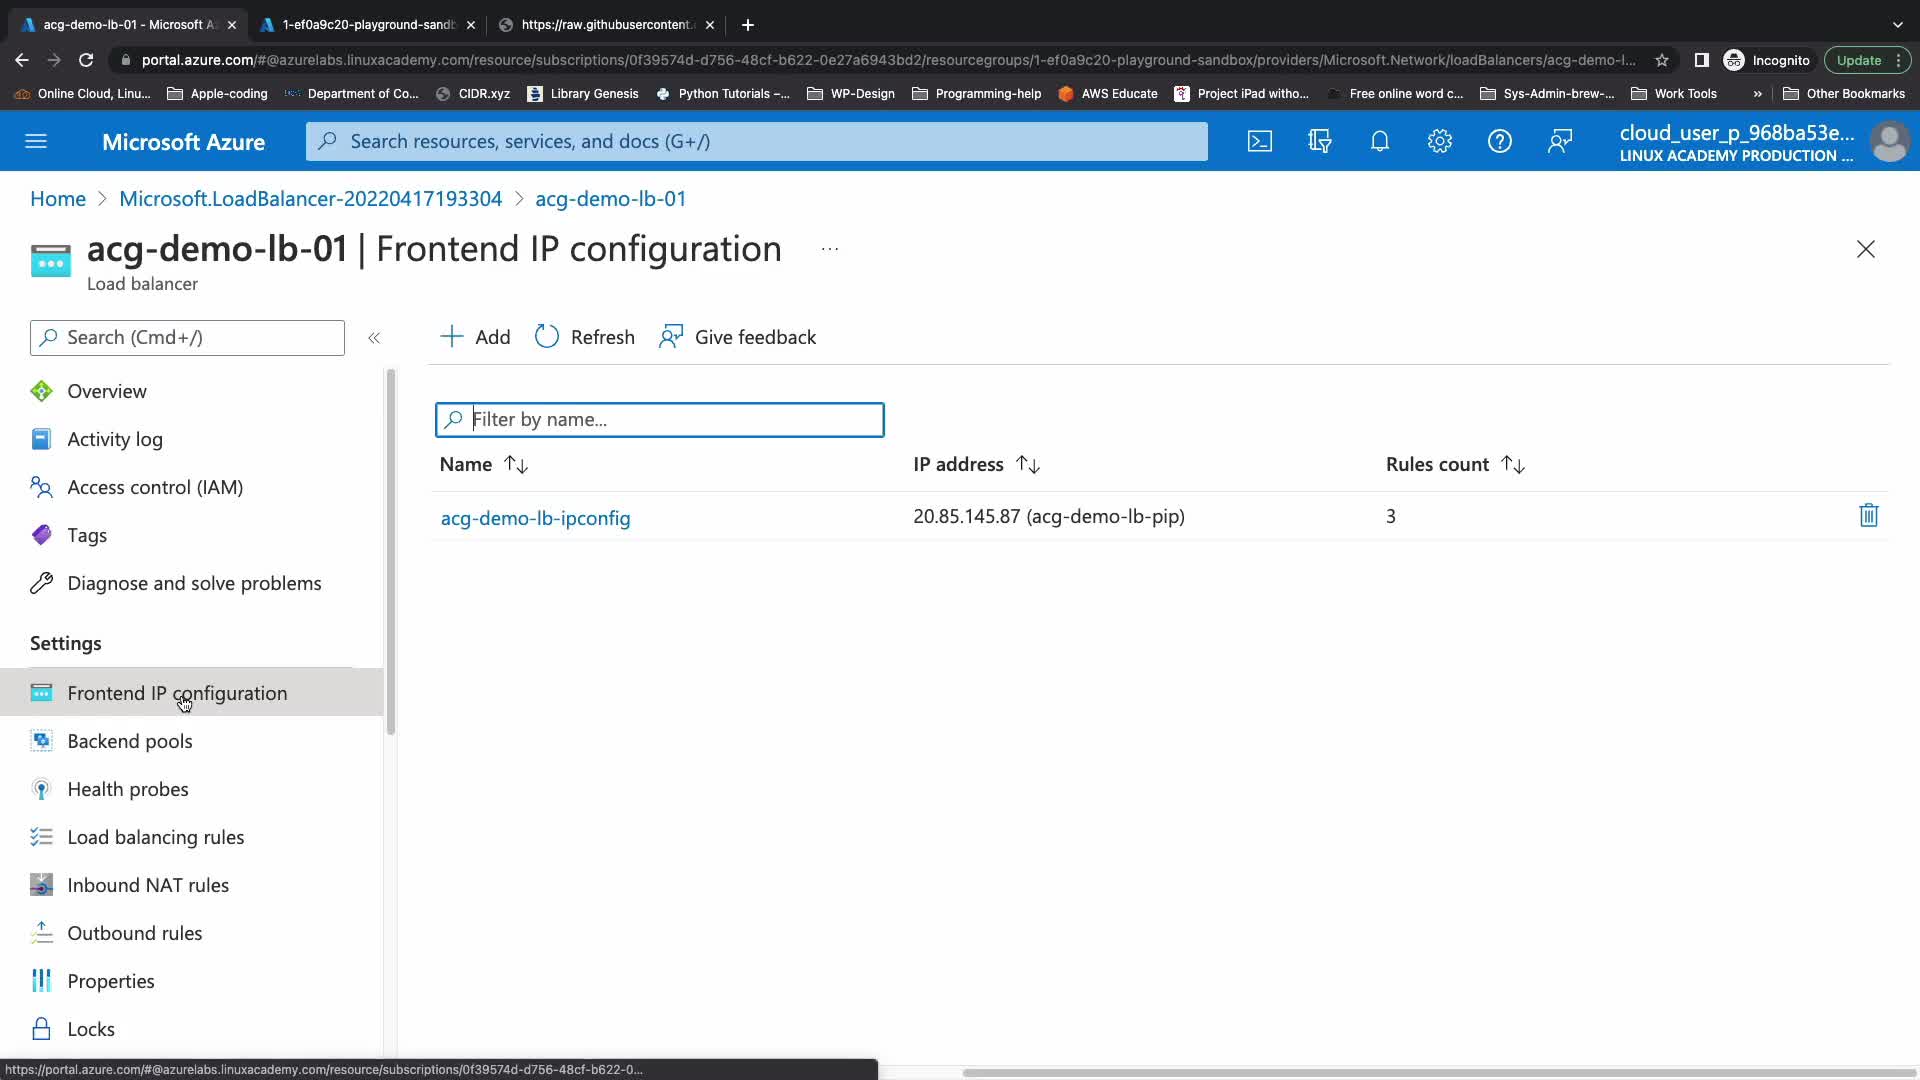 acg-demo-lb-01 - Microsoft A
1-ef0a9c20-playground-sandb
https://raw.githubusercontent.
portal.azure.com/#@azurelabs.linuxacademy.com/resource/subscriptions/0f39574d-d756-48cf-b622-0e27a6943bd2/resourcegroups/1-ef0a9c20-playground-sandbox/providers/Microsoft.Network/loadBalancers/acg-demo-l...
Incognito
Update
Online Cloud, Linu...
Apple-coding
Department of Co...
CIDR.xyz
Library Genesis
Python Tutorials –...
WP-Design
Programming-help
AWS Educate
Project iPad witho...
Free online word c...
Sys-Admin-brew-...
Work Tools
»
Other Bookmarks
Microsoft Azure
Search resources, services, and docs (G+/)
cloud_user_p_968ba53e...
LINUX ACADEMY PRODUCTION ...
Home > Microsoft.LoadBalancer-20220417193304 > acg-demo-lb-01
acg-demo-lb-01 | Frontend IP configuration ...
Load balancer
Search (Cmd+/)
«
Add
Refresh
Give feedback
Overview
Activity log
Access control (IAM)
Tags
Diagnose and solve problems
Settings
Frontend IP configuration
Backend pools
Health probes
Load balancing rules
Inbound NAT rules
Outbound rules
Properties
Locks
Filter by name...
Name
IP address
Rules count
acg-demo-lb-ipconfig
20.85.145.87 (acg-demo-lb-pip)
3
https://portal.azure.com/#@azurelabs.linuxacademy.com/resource/subscriptions/0f39574d-d756-48cf-b622-0...